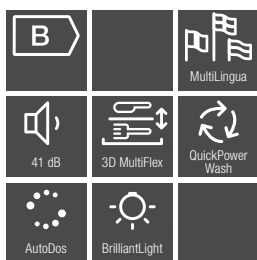 B
MultiLingua
41 dB
3D MultiFlex
QuickPower
Wash
AutoDos
BrilliantLight